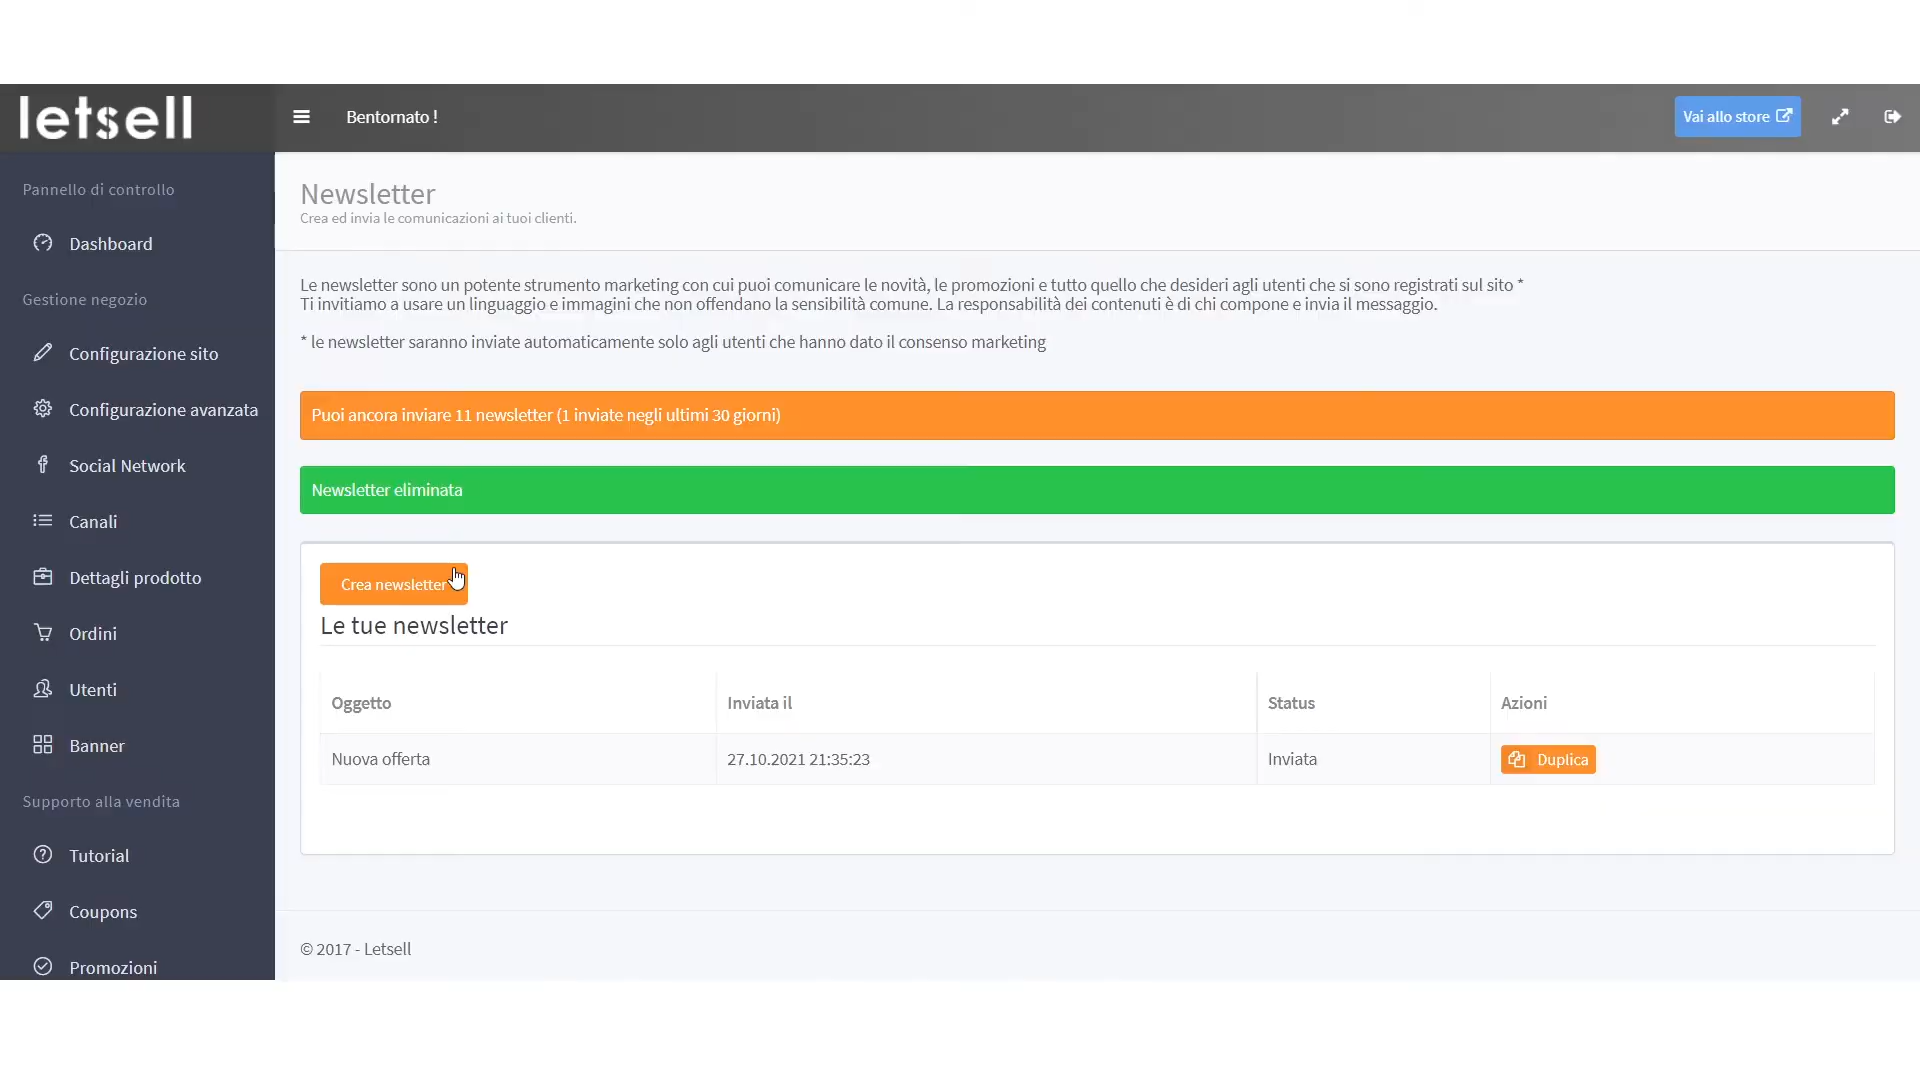 letsell
Bentornato !
Vai allo store
Pannello di controllo
Dashboard
Gestione negozio
Configurazione sito
Configurazione avanzata
Social Network
Canali
Dettagli prodotto
Ordini
Utenti
Banner
Supporto alla vendita
Tutorial
Coupons
Promozioni
Newsletter
Crea ed invia le comunicazioni ai tuoi clienti.
Le newsletter sono un potente strumento marketing con cui puoi comunicare le novità, le promozioni e tutto quello che desideri agli utenti che si sono registrati sul sito *
Ti invitiamo a usare un linguaggio e immagini che non offendano la sensibilità comune. La responsabilità dei contenuti è di chi compone e invia il messaggio.
* le newsletter saranno inviate automaticamente solo agli utenti che hanno dato il consenso marketing
Puoi ancora inviare 11 newsletter (1 inviate negli ultimi 30 giorni)
Newsletter eliminata
Crea newsletter
Le tue newsletter
Oggetto Inviata il Status Azioni
Nuova offerta 27.10.2021 21:35:23 Inviata Duplica
© 2017 - Letsell